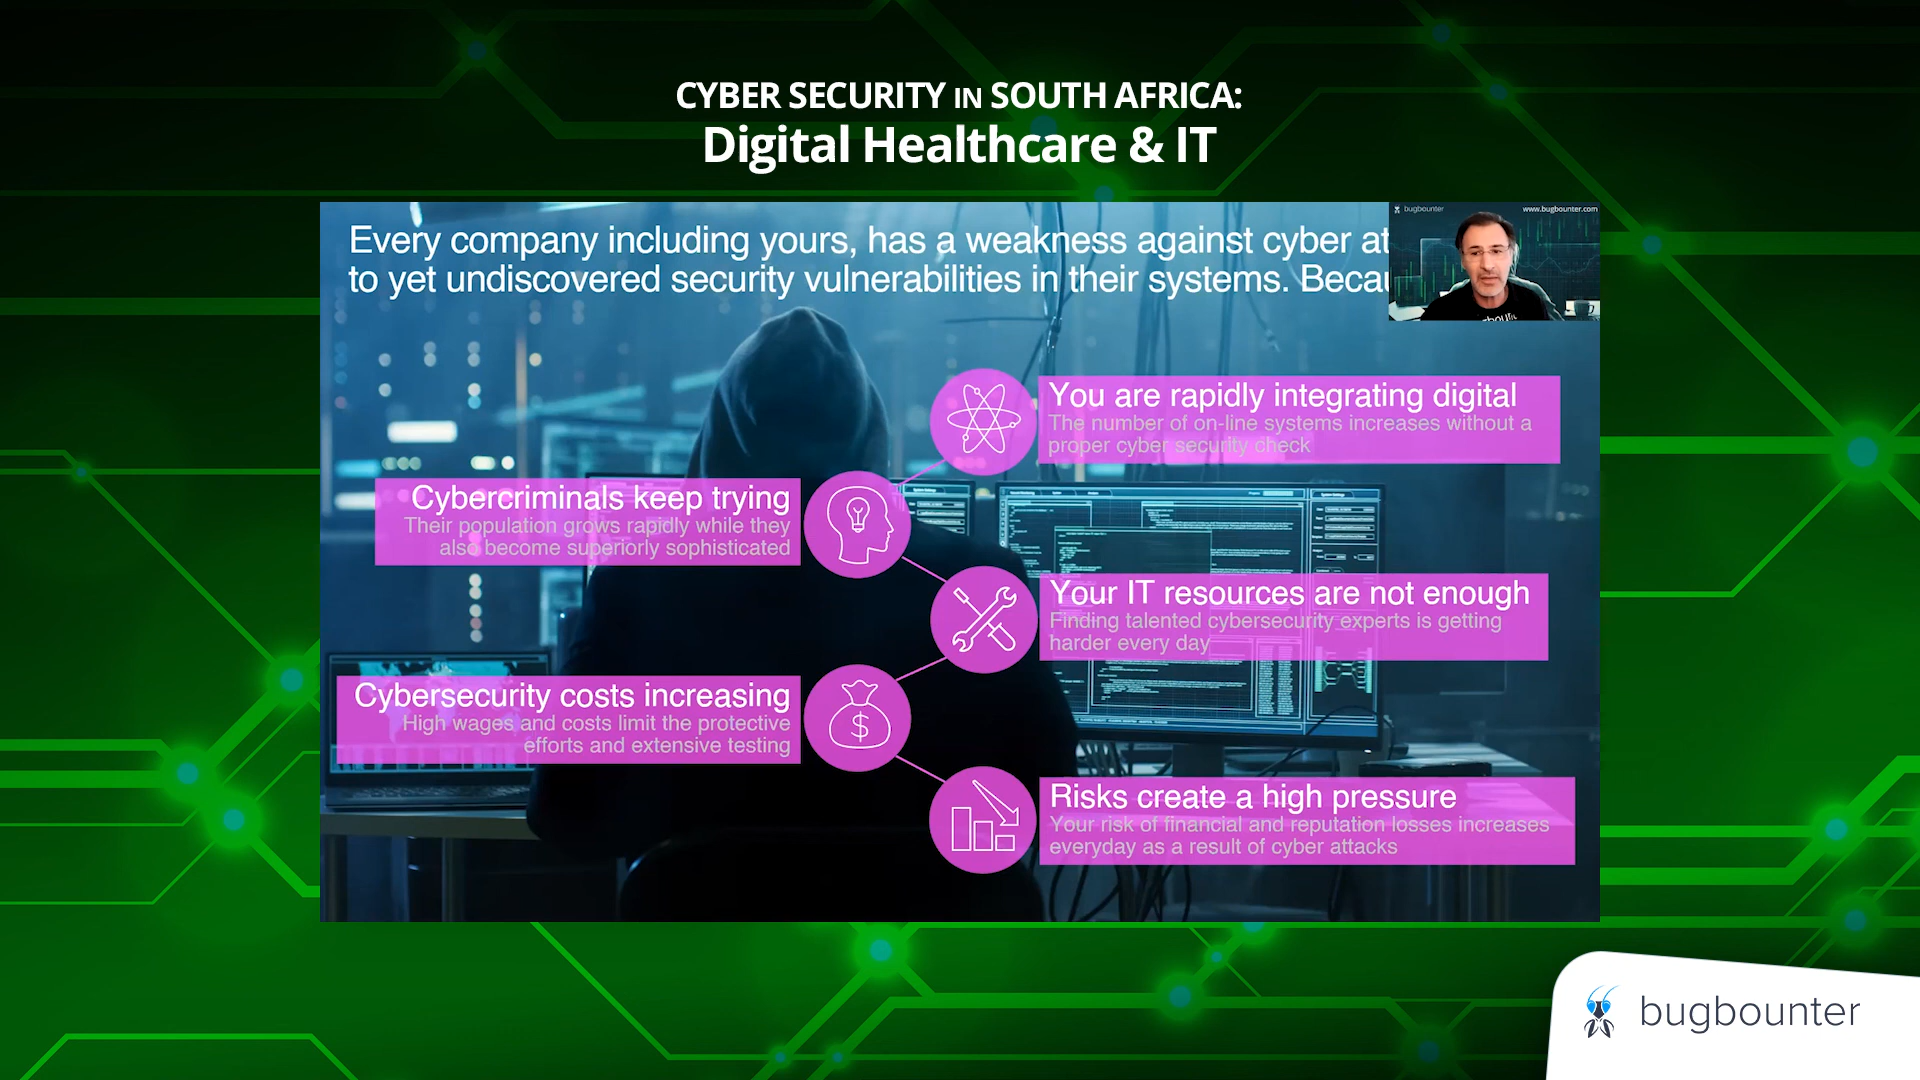 CYBER SECURITY IN SOUTH AFRICA:
Digital Healthcare & IT
Every company including yours, has a weakness against cyber at
to yet undiscovered security vulnerabilities in their systems. Becau
bugbounter
www.bugbounter.com
You are rapidly integrating digital
The number of on-line systems increases without a
proper cyber security check
Cybercriminals keep trying
Their population grows rapidly while they
also become superiorly sophisticated
Your IT resources are not enough
Finding talented cybersecurity experts is getting
harder every day
Cybersecurity costs increasing
High wages and costs limit the protective
efforts and extensive testing
Risks create a high pressure
Your risk of financial and reputation losses increases
everyday as a result of cyber attacks
bugbounter